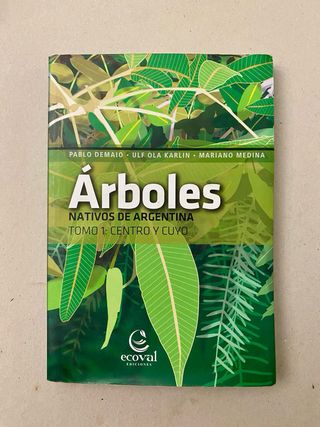 PABLO DEMAIO • ULF OLA KARLIN • MARIANO MEDINA
Árboles
NATIVOS DE ARGENTINA
TOMO 1: CENTRO Y CUYO
ecoval
EDICIONES